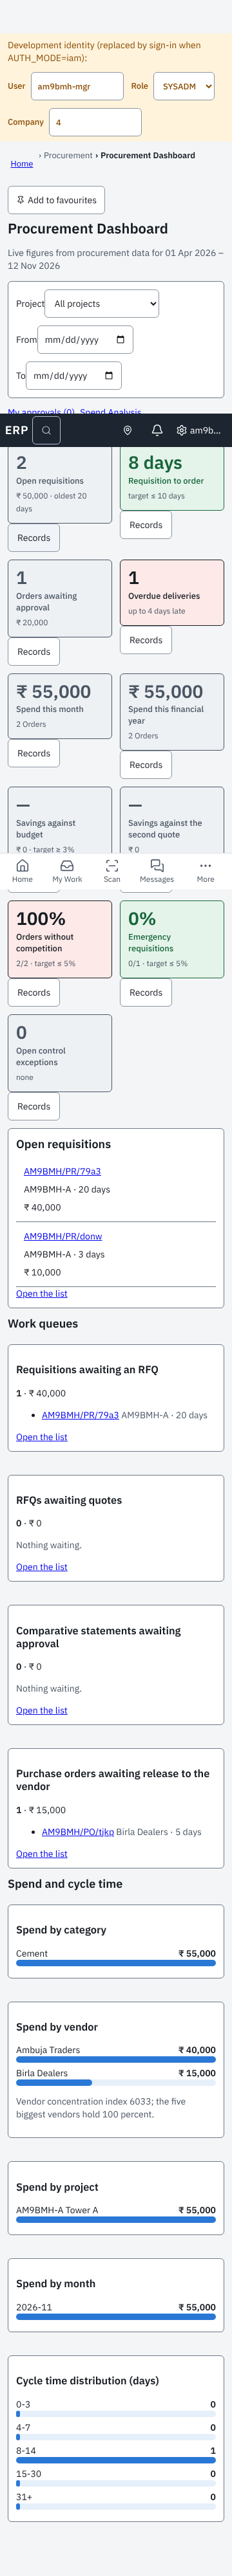 Development identity (replaced by sign-in when
AUTH_MODE=iam):
User am9bmh-mgr Role SYSADM
Company 4
Home › Procurement › Procurement Dashboard
Add to favourites
Procurement Dashboard
Live figures from procurement data for 01 Apr 2026 –
12 Nov 2026
Project All projects
From mm/dd/yyyy
To mm/dd/yyyy
My approvals (0) Spend Analysis
ERP am9b...
2
Open requisitions
₹ 50,000 · oldest 20
days
Records
8 days
Requisition to order
target ≤ 10 days
Records
1
Orders awaiting
approval
₹ 20,000
Records
1
Overdue deliveries
up to 4 days late
Records
₹ 55,000
Spend this month
2 Orders
Records
₹ 55,000
Spend this financial
year
2 Orders
Records
—
Savings against
budget
₹ 0 · target ≥ 3%
—
Savings against the
second quote
₹ 0
Home My Work Scan Messages More
100%
Orders without
competition
2/2 · target ≤ 5%
Records
0%
Emergency
requisitions
0/1 · target ≤ 5%
Records
0
Open control
exceptions
none
Records
Open requisitions
AM9BMH/PR/79a3
AM9BMH-A · 20 days
₹ 40,000
AM9BMH/PR/donw
AM9BMH-A · 3 days
₹ 10,000
Open the list
Work queues
Requisitions awaiting an RFQ
1 · ₹ 40,000
• AM9BMH/PR/79a3 AM9BMH-A · 20 days
Open the list
RFQs awaiting quotes
0 · ₹ 0
Nothing waiting.
Open the list
Comparative statements awaiting
approval
0 · ₹ 0
Nothing waiting.
Open the list
Purchase orders awaiting release to the
vendor
1 · ₹ 15,000
• AM9BMH/PO/tjkp Birla Dealers · 5 days
Open the list
Spend and cycle time
Spend by category
Cement ₹ 55,000
Spend by vendor
Ambuja Traders ₹ 40,000
Birla Dealers ₹ 15,000
Vendor concentration index 6033; the five
biggest vendors hold 100 percent.
Spend by project
AM9BMH-A Tower A ₹ 55,000
Spend by month
2026-11 ₹ 55,000
Cycle time distribution (days)
0-3 0
4-7 0
8-14 1
15-30 0
31+ 0